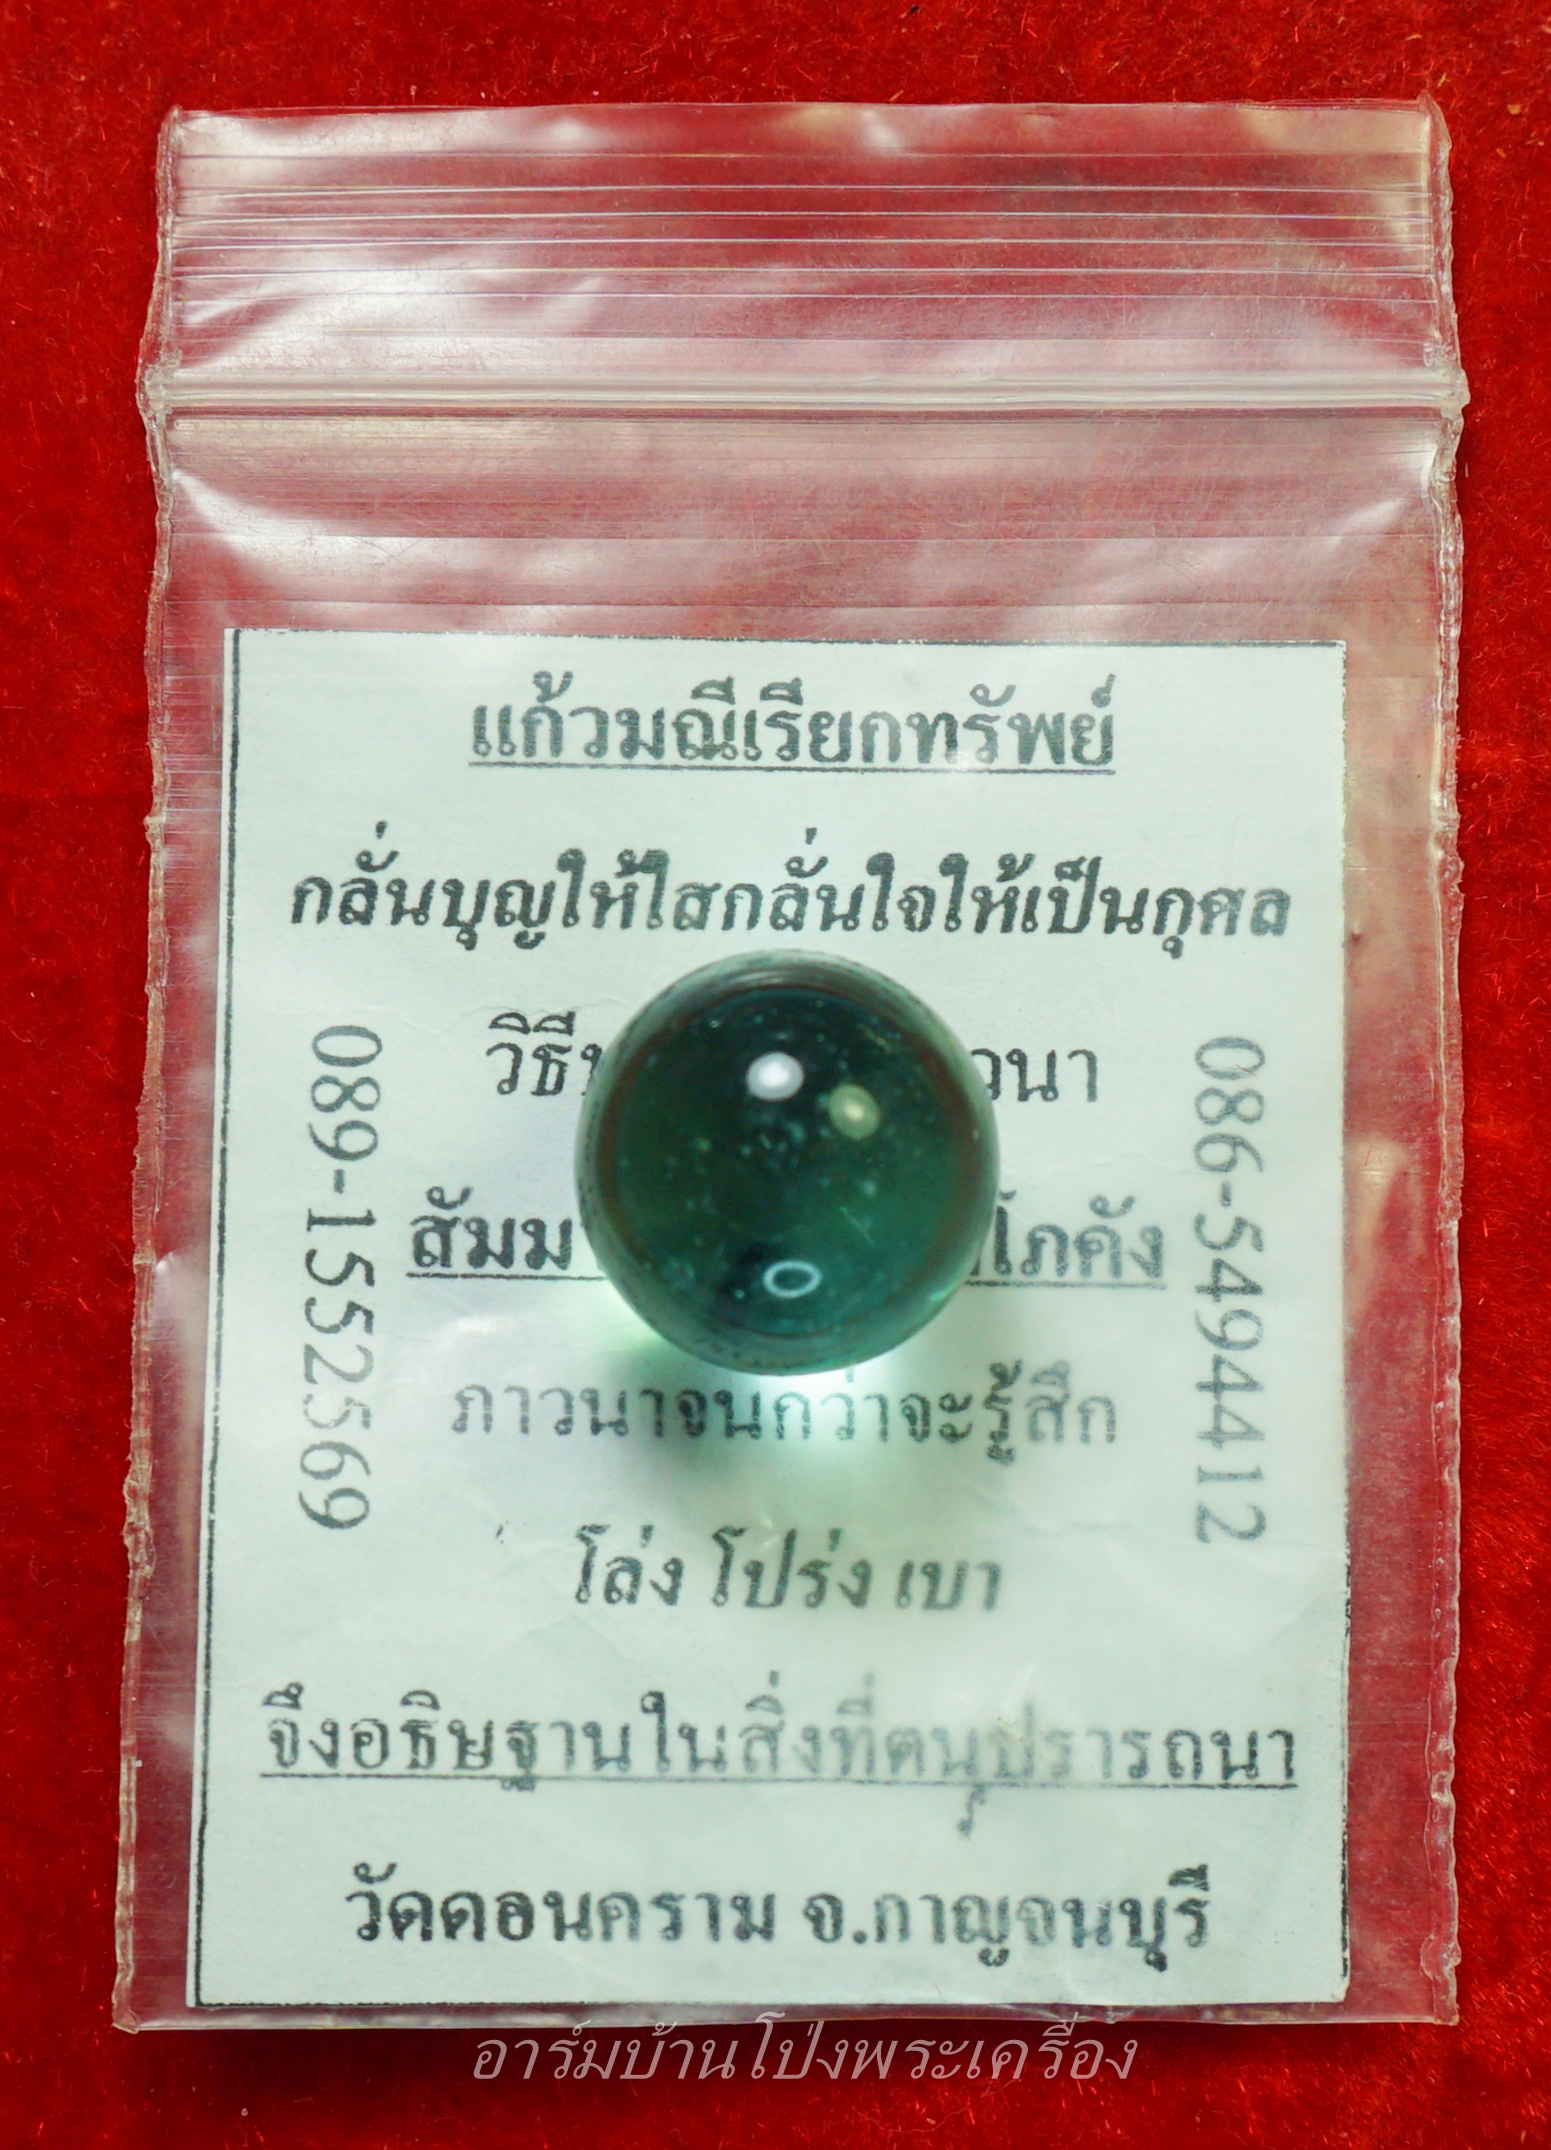 แก้วมณีเรียกทรัพย์
กลั่นบุญให้ใสกลั่นใจให้เป็นกุศล
วิธี วนา
สัมม โภคัง
ภาวนาจนกว่าจะรู้สึก
โล่ง โปร่ง เบา
จึงอธิษฐานในสิ่งที่ตนปรารถนา
วัดดอนคราม จ.กาญจนบุรี
089-1552569
086-5494412
อาร์มบ้านโป่งพระเครื่อง